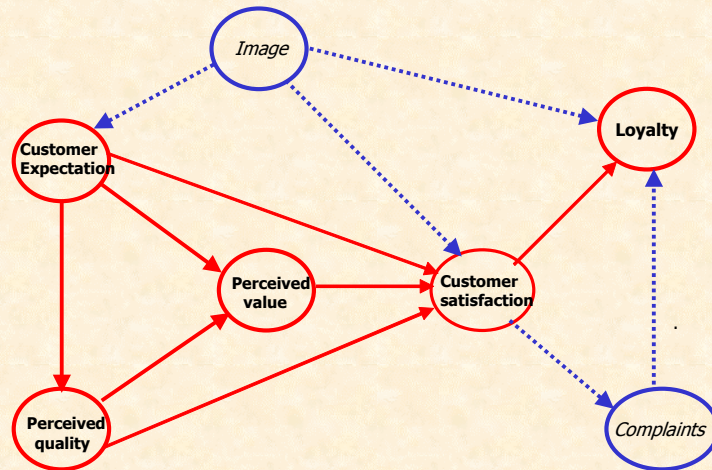 Image
Loyalty
Customer
Expectation
Perceived
value
Customer
satisfaction
.
Perceived
quality
Complaints